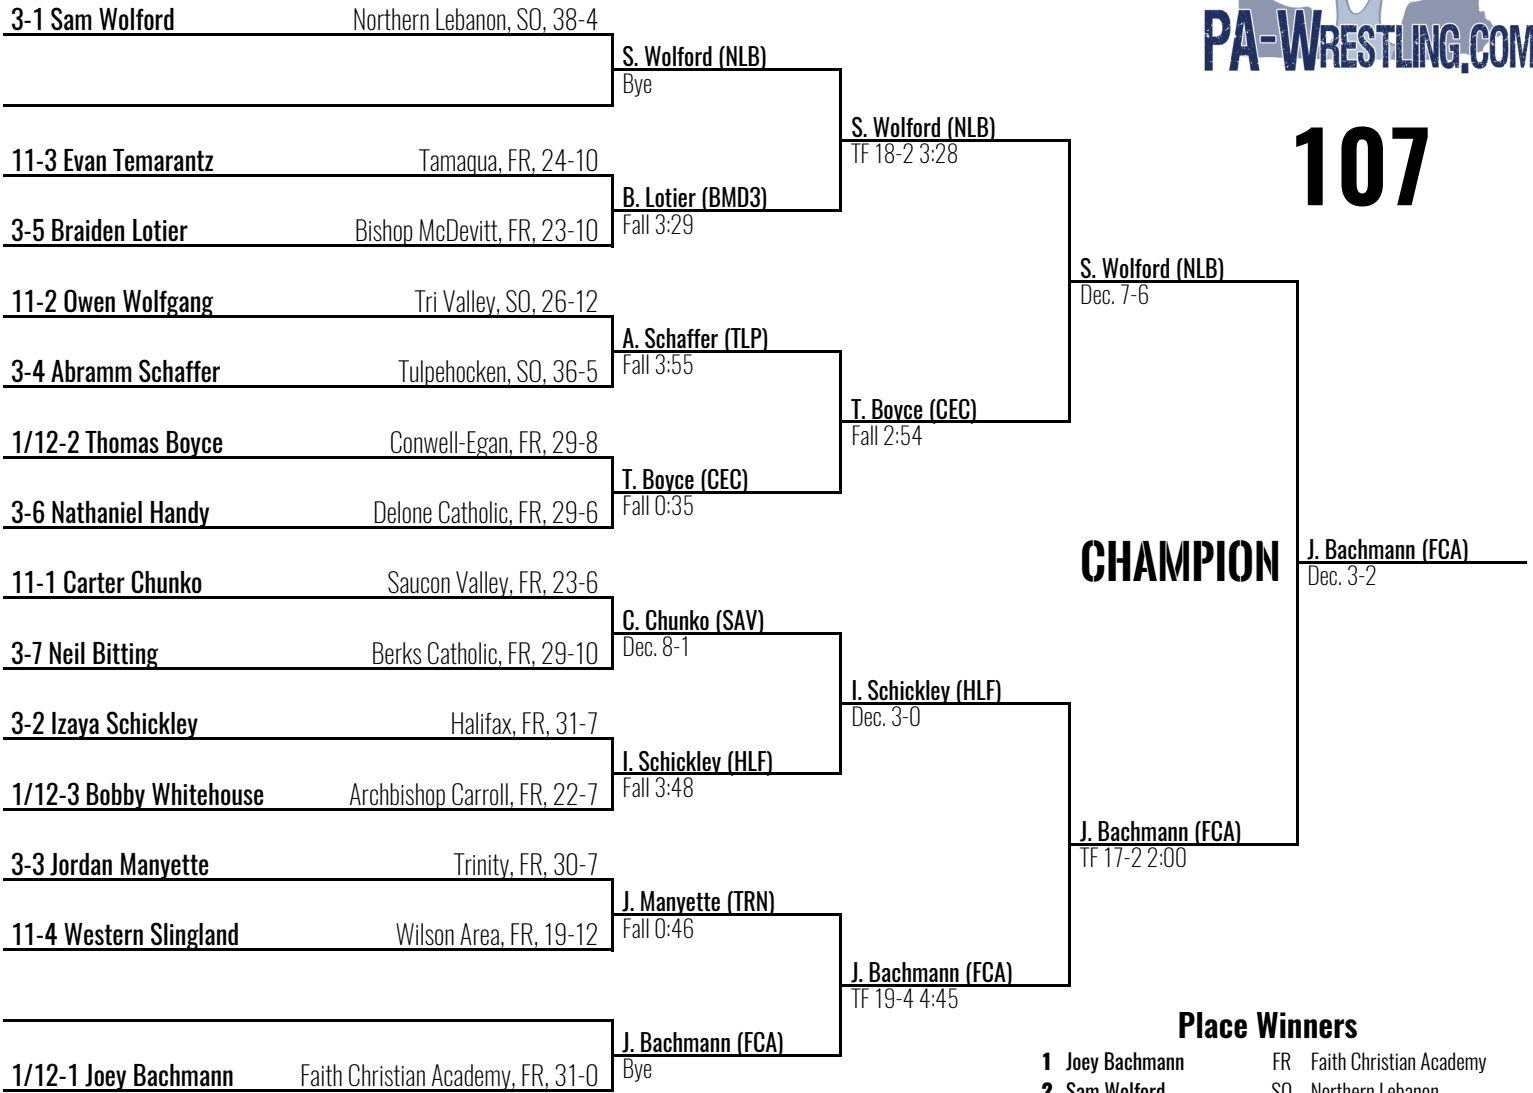 PA-WRESTLING.COM
107
3-1 Sam Wolford Northern Lebanon, SO, 38-4
S. Wolford (NLB)
Bye
S. Wolford (NLB)
TF 18-2 3:28
11-3 Evan Temarantz Tamaqua, FR, 24-10
B. Lotier (BMD3)
Fall 3:29
3-5 Braiden Lotier Bishop McDevitt, FR, 23-10
S. Wolford (NLB)
Dec. 7-6
11-2 Owen Wolfgang Tri Valley, SO, 26-12
A. Schaffer (TLP)
Fall 3:55
3-4 Abramm Schaffer Tulpehocken, SO, 36-5
T. Boyce (CEC)
Fall 2:54
1/12-2 Thomas Boyce Conwell-Egan, FR, 29-8
T. Boyce (CEC)
Fall 0:35
3-6 Nathaniel Handy Delone Catholic, FR, 29-6
CHAMPION
J. Bachmann (FCA)
Dec. 3-2
11-1 Carter Chunko Saucon Valley, FR, 23-6
C. Chunko (SAV)
Dec. 8-1
3-7 Neil Bitting Berks Catholic, FR, 29-10
I. Schickley (HLF)
Dec. 3-0
3-2 Izaya Schickley Halifax, FR, 31-7
I. Schickley (HLF)
Fall 3:48
1/12-3 Bobby Whitehouse Archbishop Carroll, FR, 22-7
J. Bachmann (FCA)
TF 17-2 2:00
3-3 Jordan Manyette Trinity, FR, 30-7
J. Manyette (TRN)
Fall 0:46
11-4 Western Slingland Wilson Area, FR, 19-12
J. Bachmann (FCA)
TF 19-4 4:45
J. Bachmann (FCA)
Bye
1/12-1 Joey Bachmann Faith Christian Academy, FR, 31-0
Place Winners
1 Joey Bachmann FR Faith Christian Academy
2 Sam Wolford SO Northern Lebanon